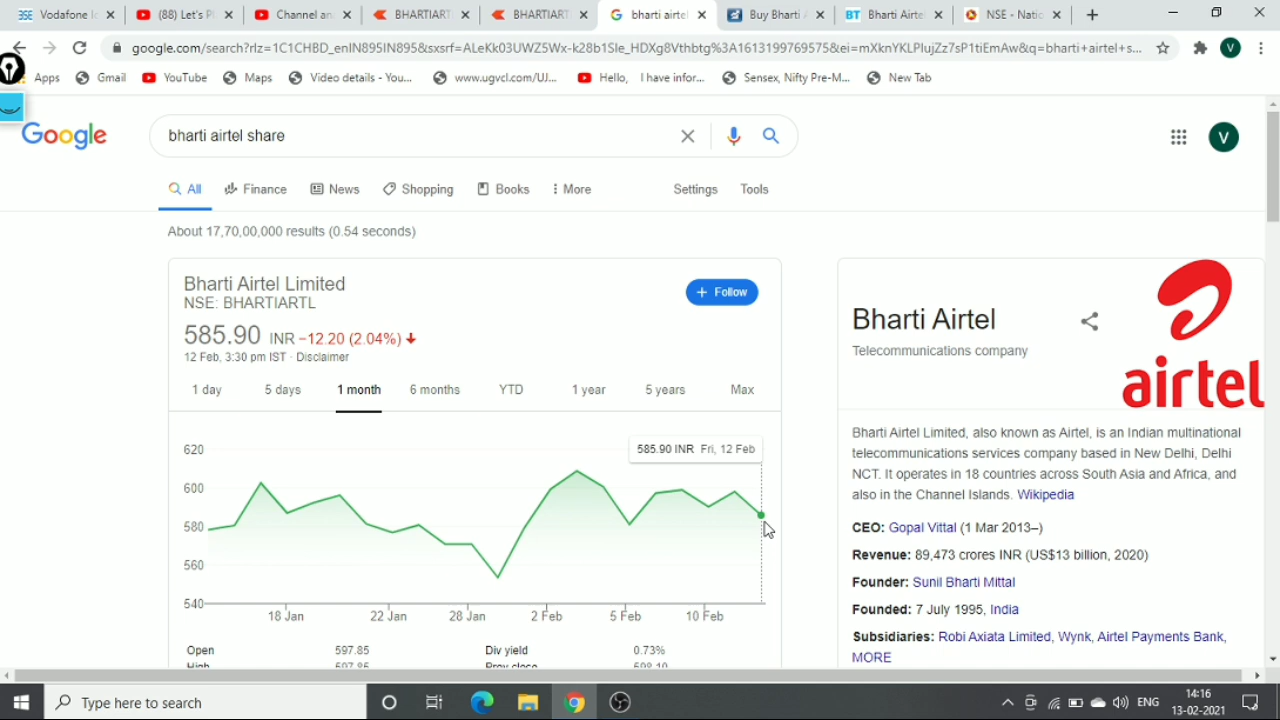 Vodafone Ic
(88) Let's Pl
Channel an
BHARTIART
BHARTIART
bharti airtel
Buy Bharti A
BT Bharti Airte
NSE - Natio
google.com/search?rlz=1C1CHBD_enIN895IN895&sxsrf=ALeKk03UWZ5Wx-k28b1Sle_HDXg8Vthbtg%3A1613199769575&ei=mXknYKLPIujZz7sP1tiEmAw&q=bharti+airtel+s...
V
Apps
Gmail
YouTube
Maps
Video details - You...
www.ugvcl.com/UJ...
Hello, I have infor...
Sensex, Nifty Pre-M...
New Tab
Google
bharti airtel share
V
All
Finance
News
Shopping
Books
More
Settings
Tools
About 17,70,00,000 results (0.54 seconds)
Bharti Airtel Limited
NSE: BHARTIARTL
+ Follow
585.90 INR −12.20 (2.04%)
12 Feb, 3:30 pm IST · Disclaimer
1 day
5 days
1 month
6 months
YTD
1 year
5 years
Max
585.90 INR Fri, 12 Feb
620
600
580
560
540
18 Jan
22 Jan
28 Jan
2 Feb
5 Feb
10 Feb
Open 597.85
Div yield 0.73%
High 597.85
Prev close 598.10
Bharti Airtel
Telecommunications company
airtel
Bharti Airtel Limited, also known as Airtel, is an Indian multinational
telecommunications services company based in New Delhi, Delhi
NCT. It operates in 18 countries across South Asia and Africa, and
also in the Channel Islands. Wikipedia
CEO: Gopal Vittal (1 Mar 2013–)
Revenue: 89,473 crores INR (US$13 billion, 2020)
Founder: Sunil Bharti Mittal
Founded: 7 July 1995, India
Subsidiaries: Robi Axiata Limited, Wynk, Airtel Payments Bank,
MORE
Type here to search
ENG
14:16
13-02-2021